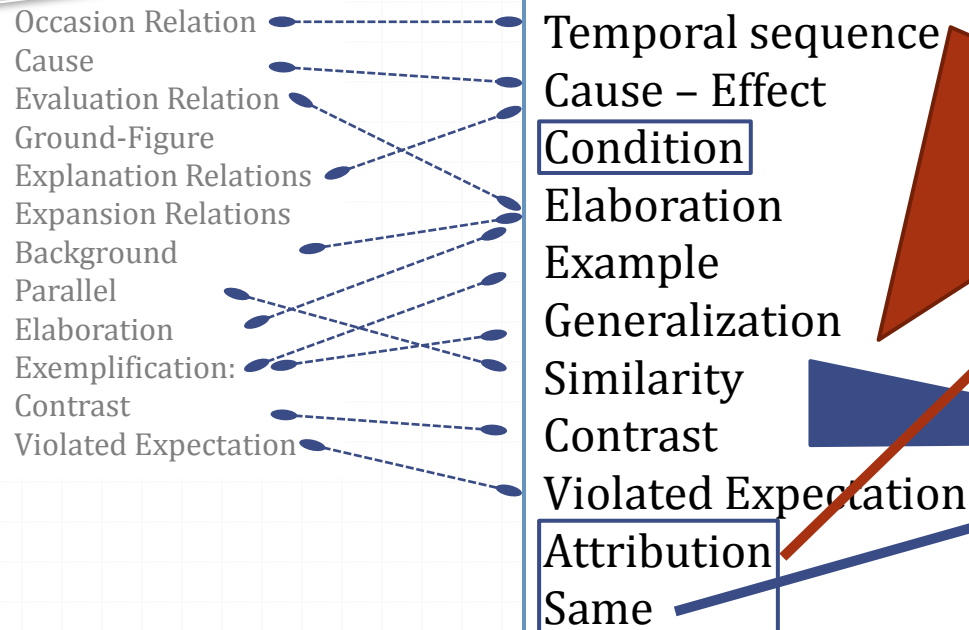 Occasion Relation
Cause
Evaluation Relation
Ground-Figure
Explanation Relations
Expansion Relations
Background
Parallel
Elaboration
Exemplification:
Contrast
Violated Expectation
Temporal sequence
Cause – Effect
Condition
Elaboration
Example
Generalization
Similarity
Contrast
Violated Expectation
Attribution
Same